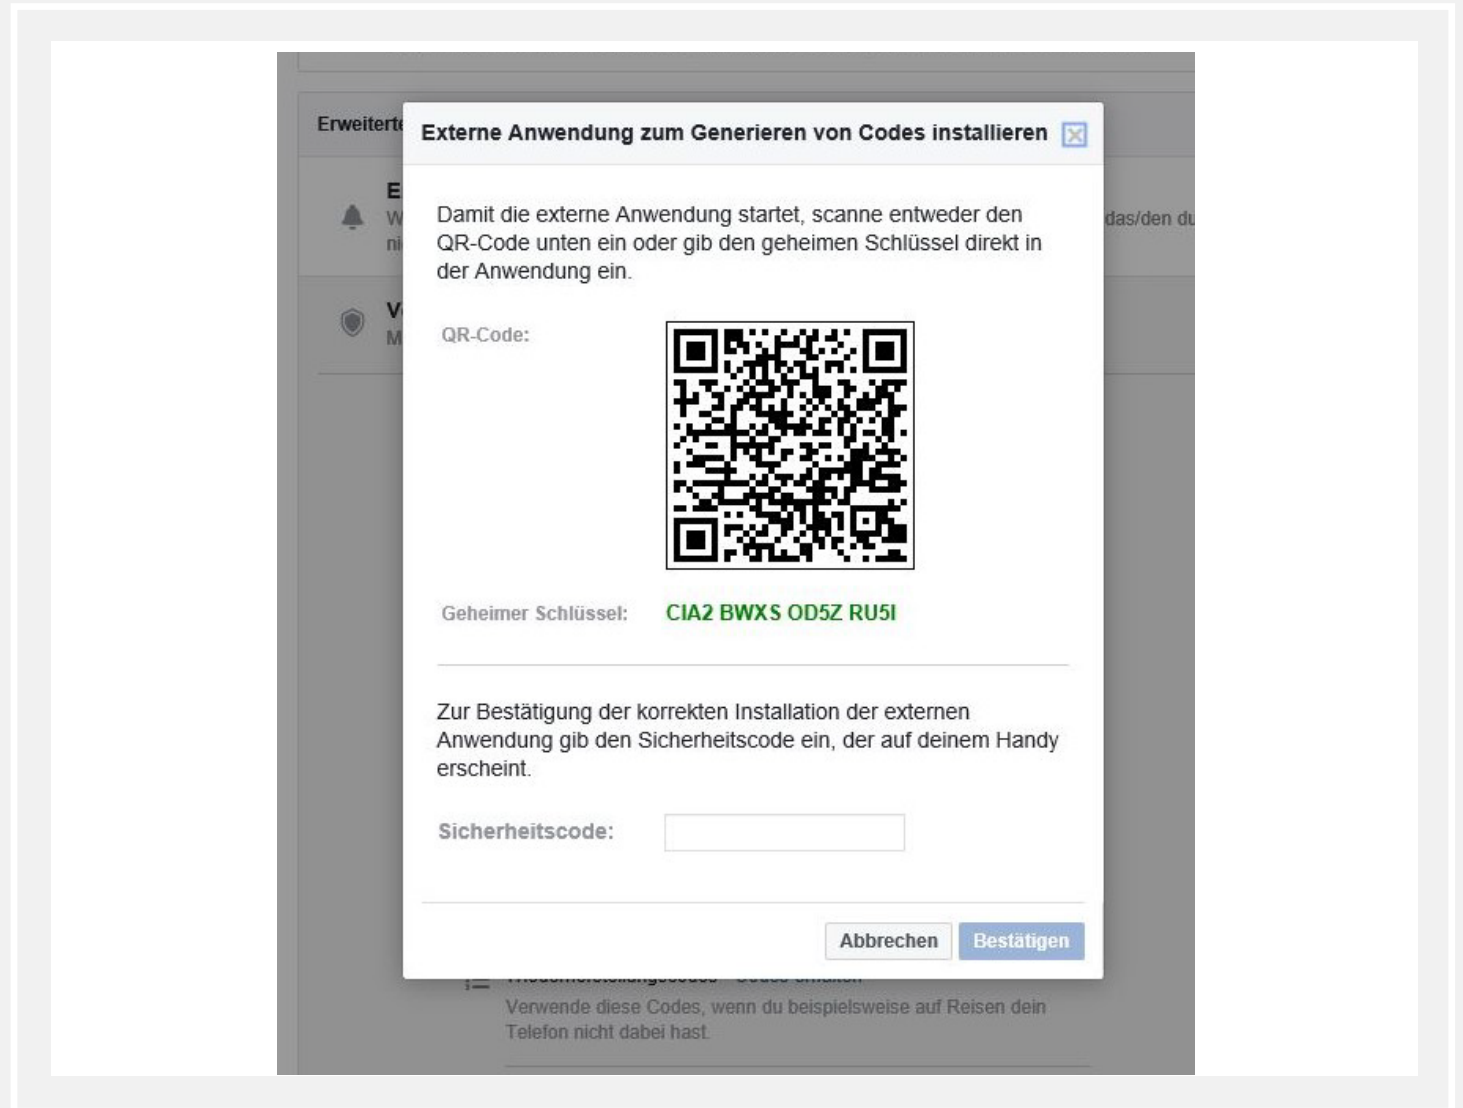 Erweiterte
Externe Anwendung zum Generieren von Codes installieren
Damit die externe Anwendung startet, scanne entweder den
QR-Code unten ein oder gib den geheimen Schlüssel direkt in
der Anwendung ein.
das/den du
QR-Code:
Geheimer Schlüssel: CIA2 BWXS OD5Z RU5I
Zur Bestätigung der korrekten Installation der externen
Anwendung gib den Sicherheitscode ein, der auf deinem Handy
erscheint.
Sicherheitscode:
Abbrechen Bestätigen
Verwende diese Codes, wenn du beispielsweise auf Reisen dein
Telefon nicht dabei hast.